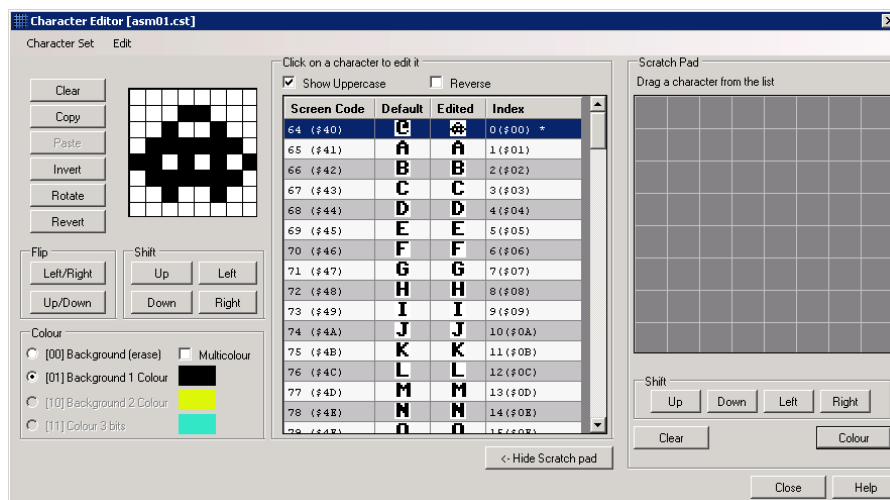 Character Editor [asm01.cst]
Character Set Edit
Clear
Copy
Paste
Invert
Rotate
Revert
Flip
Left/Right
Up/Down
Shift
Up Left
Down Right
Colour
[00] Background (erase) Multicolour
[01] Background 1 Colour
[10] Background 2 Colour
[11] Colour 3 bits
Click on a character to edit it
Show Uppercase Reverse
Screen Code Default Edited Index
64 ($40) @ 0($00) *
65 ($41) A A 1($01)
66 ($42) B B 2($02)
67 ($43) C C 3($03)
68 ($44) D D 4($04)
69 ($45) E E 5($05)
70 ($46) F F 6($06)
71 ($47) G G 7($07)
72 ($48) H H 8($08)
73 ($49) I I 9($09)
74 ($4A) J J 10($0A)
75 ($4B) K K 11($0B)
76 ($4C) L L 12($0C)
77 ($4D) M M 13($0D)
78 ($4E) N N 14($0E)
79 ($4F) O O 15($0F)
<- Hide Scratch pad
Scratch Pad
Drag a character from the list
Shift
Up Down Left Right
Clear Colour
Close Help